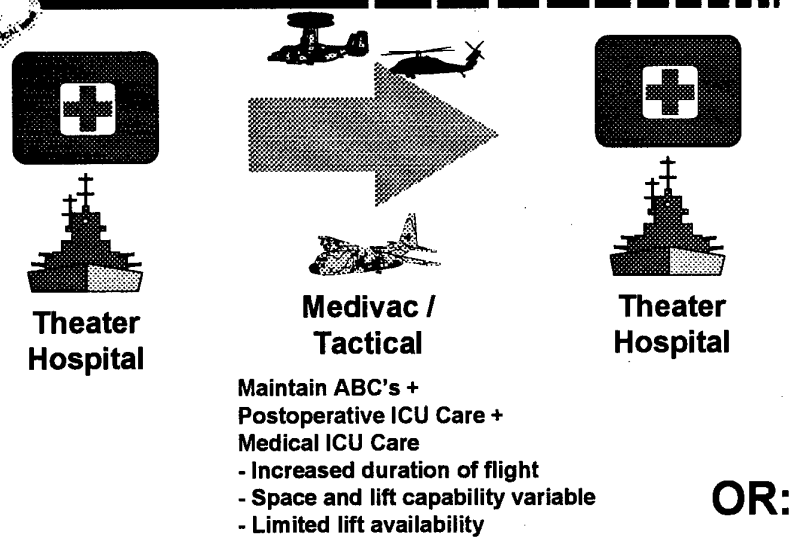 Theater
Hospital
Medivac /
Tactical
Maintain ABC's +
Postoperative ICU Care +
Medical ICU Care
- Increased duration of flight
- Space and lift capability variable
- Limited lift availability
Theater
Hospital
OR: